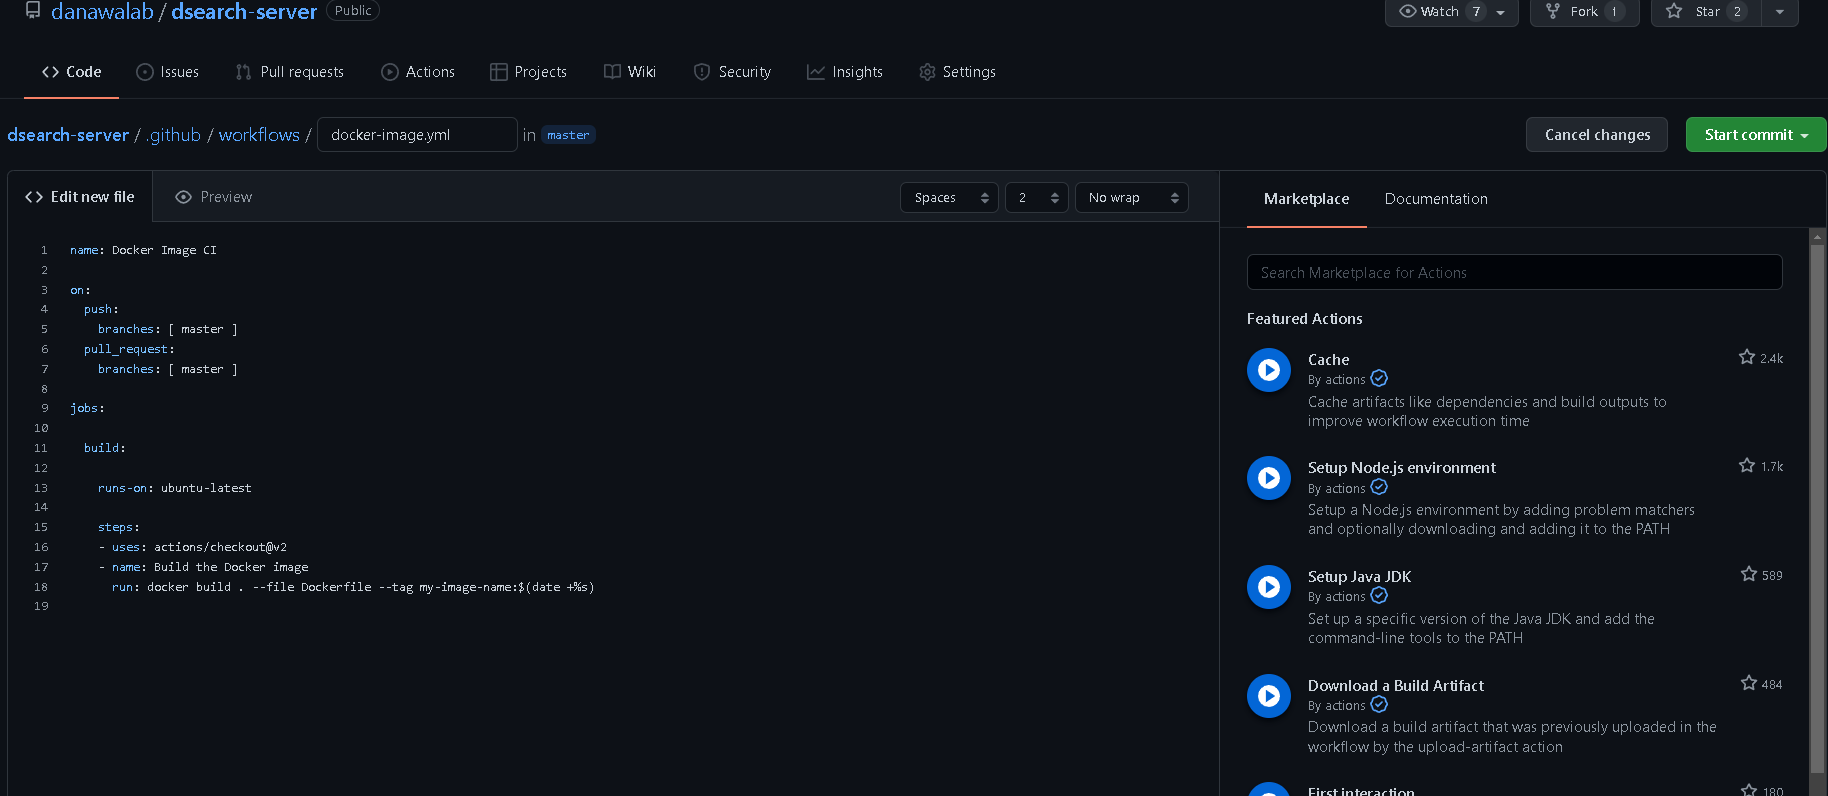 danawalab / dsearch-server Public
Watch 7 Fork 1 Star 2
Code Issues Pull requests Actions Projects Wiki Security Insights Settings
dsearch-server / .github / workflows / docker-image.yml in master
Cancel changes Start commit
Edit new file Preview Spaces 2 No wrap
1 name: Docker Image CI
2
3 on:
4 push:
5 branches: [ master ]
6 pull_request:
7 branches: [ master ]
8
9 jobs:
10
11 build:
12
13 runs-on: ubuntu-latest
14
15 steps:
16 - uses: actions/checkout@v2
17 - name: Build the Docker image
18 run: docker build . --file Dockerfile --tag my-image-name:$(date +%s)
19
Marketplace Documentation
Search Marketplace for Actions
Featured Actions
Cache 2.4k
By actions
Cache artifacts like dependencies and build outputs to
improve workflow execution time
Setup Node.js environment 1.7k
By actions
Setup a Node.js environment by adding problem matchers
and optionally downloading and adding it to the PATH
Setup Java JDK 589
By actions
Set up a specific version of the Java JDK and add the
command-line tools to the PATH
Download a Build Artifact 484
By actions
Download a build artifact that was previously uploaded in the
workflow by the upload-artifact action
First interaction 180